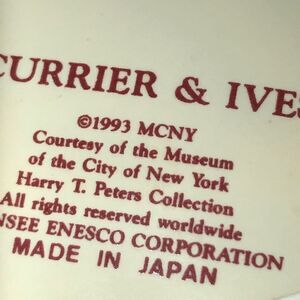 CURRIER & IVES
©1993 MCNY
Courtesy of the Museum
of the City of New York
Harry T. Peters Collection
All rights reserved worldwide
NSEE ENESCO CORPORATION
MADE IN JAPAN